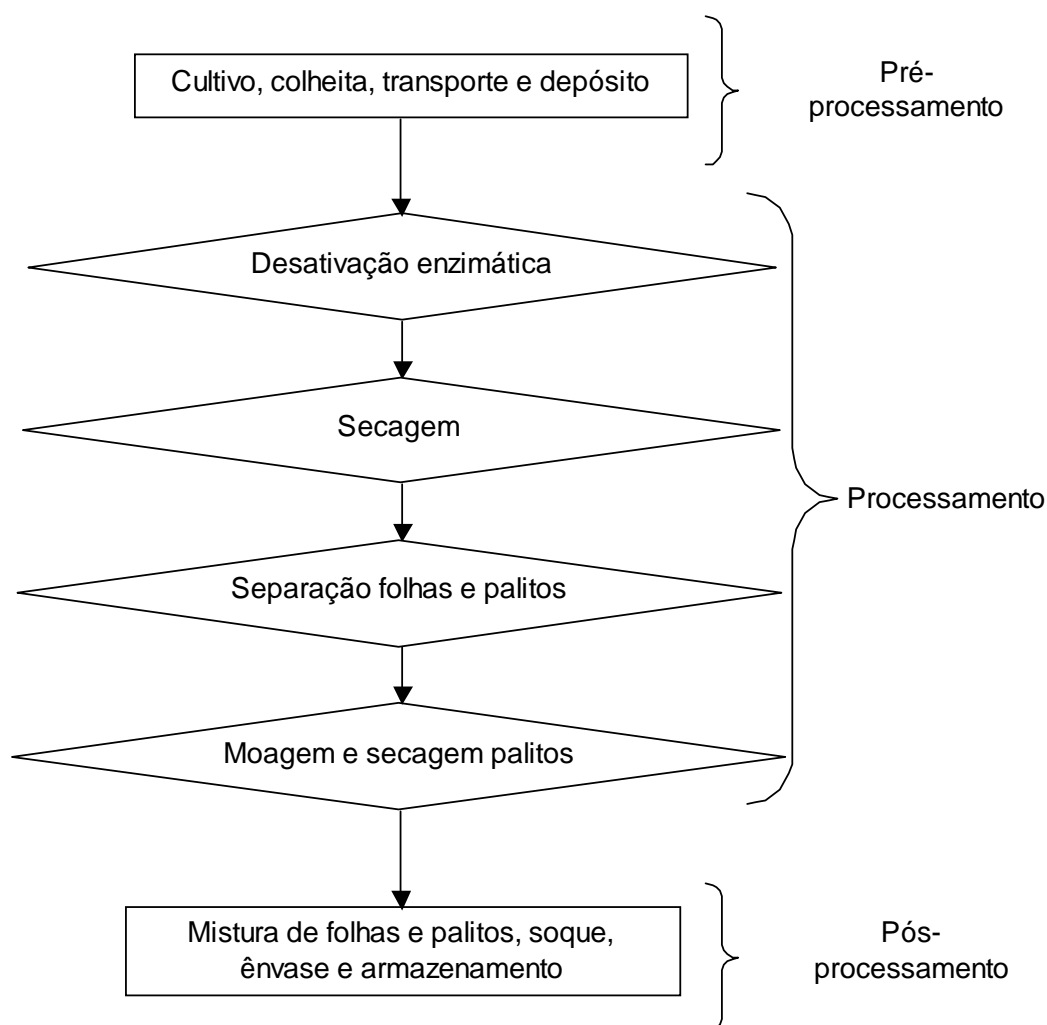 Cultivo, colheita, transporte e depósito
Pré-
processamento
Desativação enzimática
Secagem
Processamento
Separação folhas e palitos
Moagem e secagem palitos
Mistura de folhas e palitos, soque,
ênvase e armazenamento
Pós-
processamento